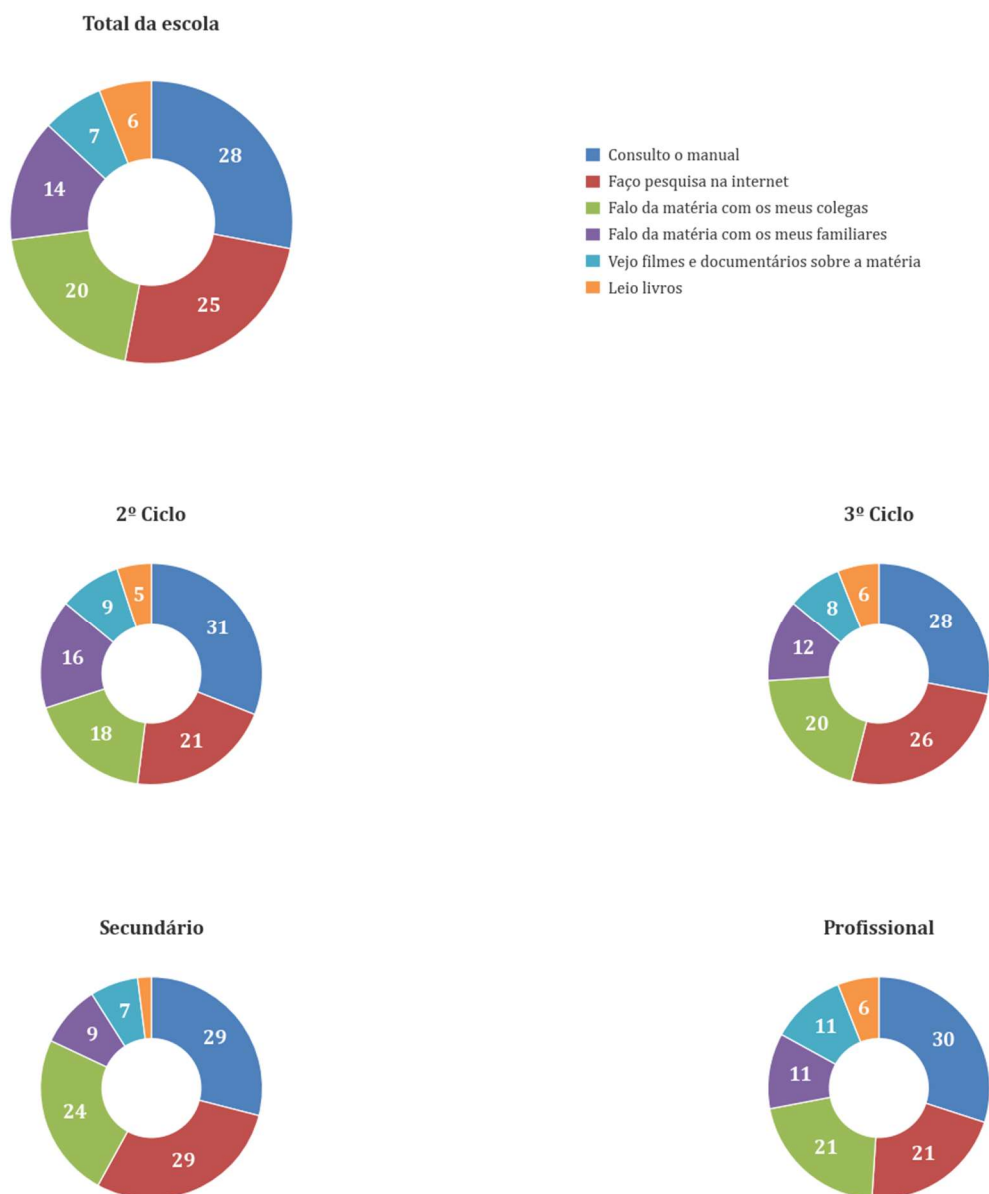 Total da escola
6
7
28
14
20
25
Consulto o manual
Faço pesquisa na internet
Falo da matéria com os meus colegas
Falo da matéria com os meus familiares
Vejo filmes e documentários sobre a matéria
Leio livros
2º Ciclo
5
9
31
16
18
21
3º Ciclo
6
8
28
12
20
26
Secundário
7
29
9
24
29
Profissional
6
11
30
11
21
21